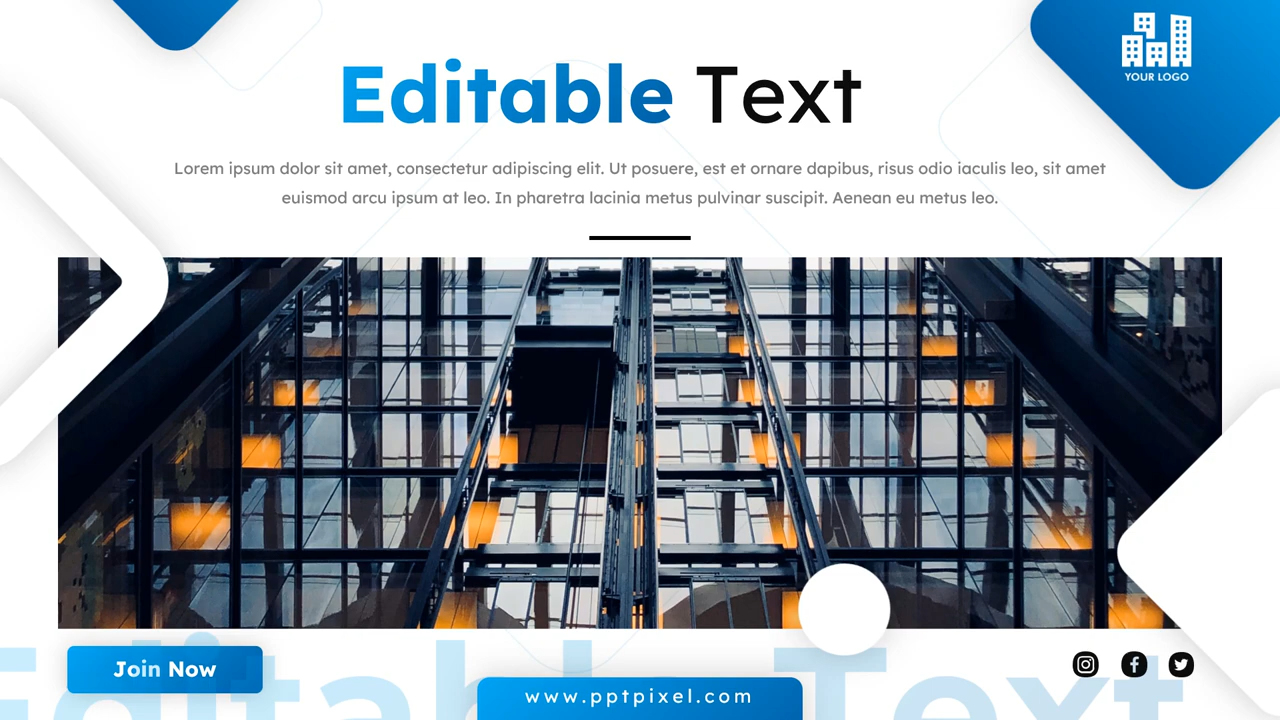 YOUR LOGO
Editable Text
Lorem ipsum dolor sit amet, consectetur adipiscing elit. Ut posuere, est et ornare dapibus, risus odio iaculis leo, sit amet
euismod arcu ipsum at leo. In pharetra lacinia metus pulvinar suscipit. Aenean eu metus leo.
Editable Text
Join Now
www.pptpixel.com